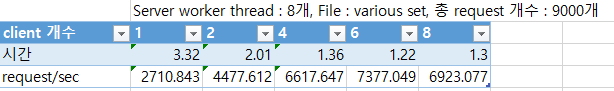 Server worker thread : 8개, File : various set, 총 request 개수 : 9000개
client 개수 1 2 4 6 8
시간 3.32 2.01 1.36 1.22 1.3
request/sec 2710.843 4477.612 6617.647 7377.049 6923.077